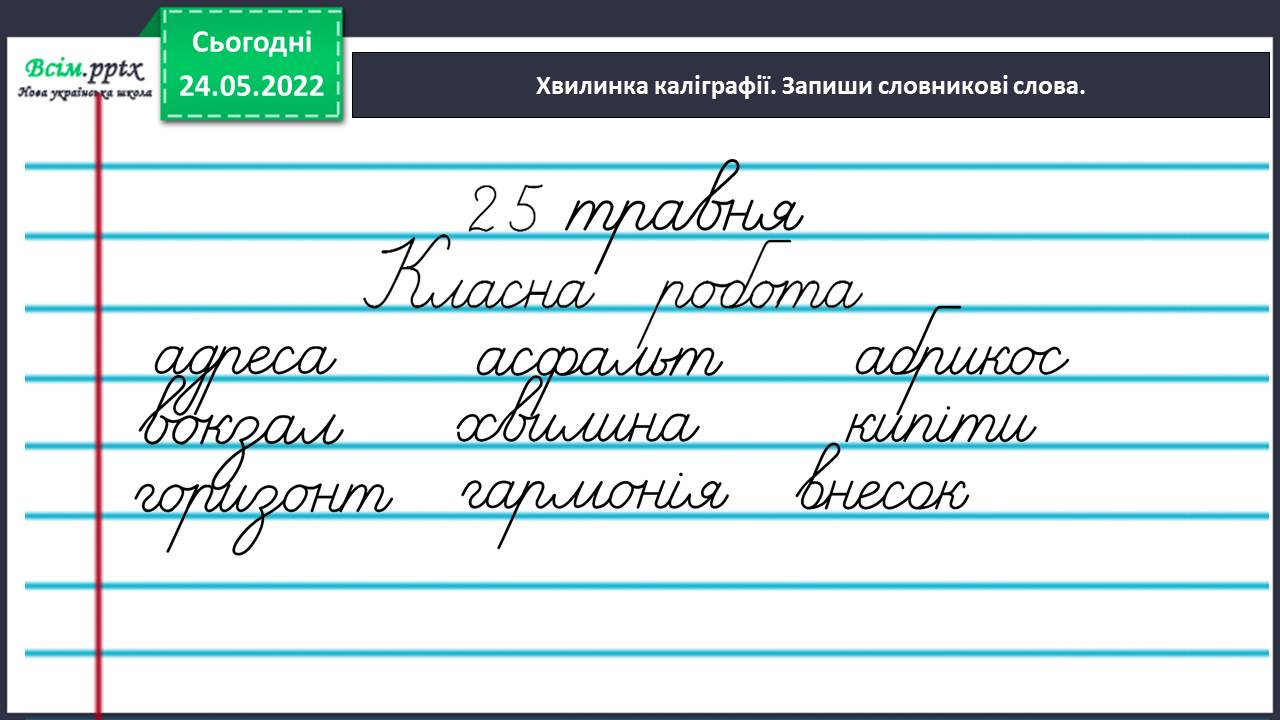 Всім.pptx
Нова українська школа
Сьогодні
24.05.2022
Хвилинка каліграфії. Запиши словникові слова.
25 травня
Класна робота
адреса асфальт абрикос
вокзал хвилина кипіти
горизонт гармонія внесок